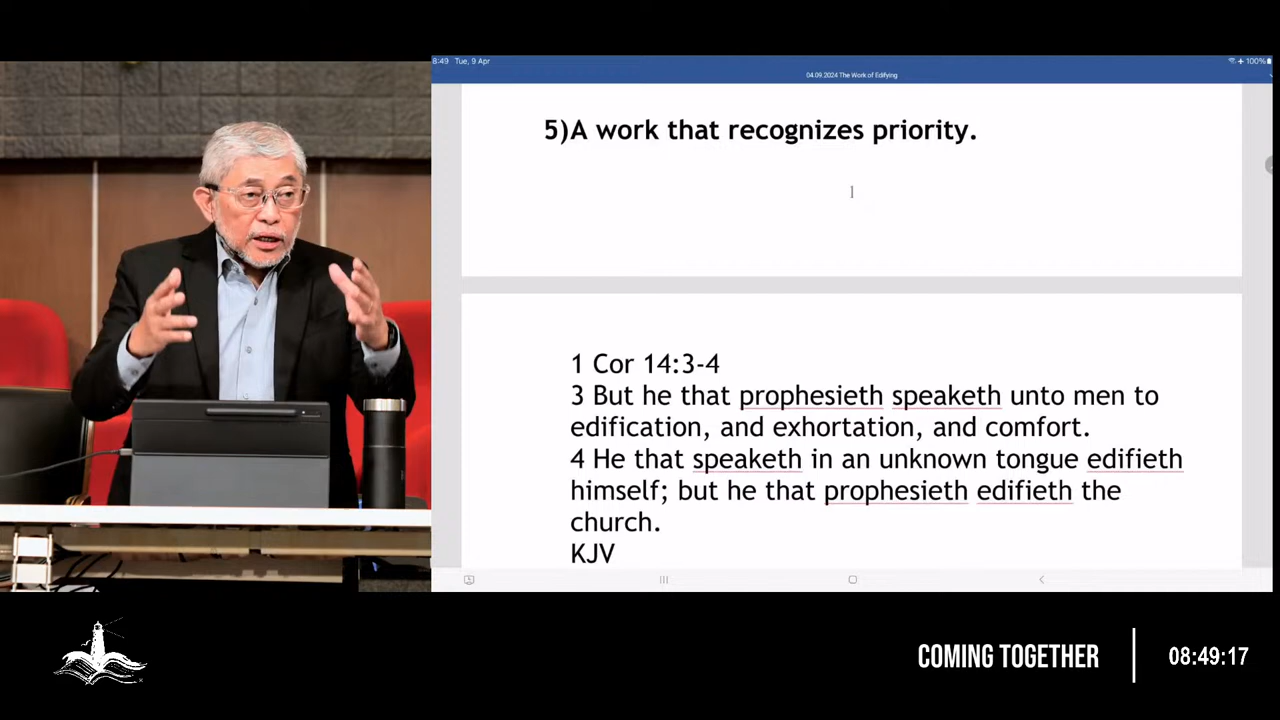 8:49 Tue, 9 Apr
100%
04.09.2024 The Work of Edifying
5)A work that recognizes priority.
1 Cor 14:3-4
3 But he that prophesieth speaketh unto men to
edification, and exhortation, and comfort.
4 He that speaketh in an unknown tongue edifieth
himself; but he that prophesieth edifieth the
church.
KJV
COMING TOGETHER
08:49:17